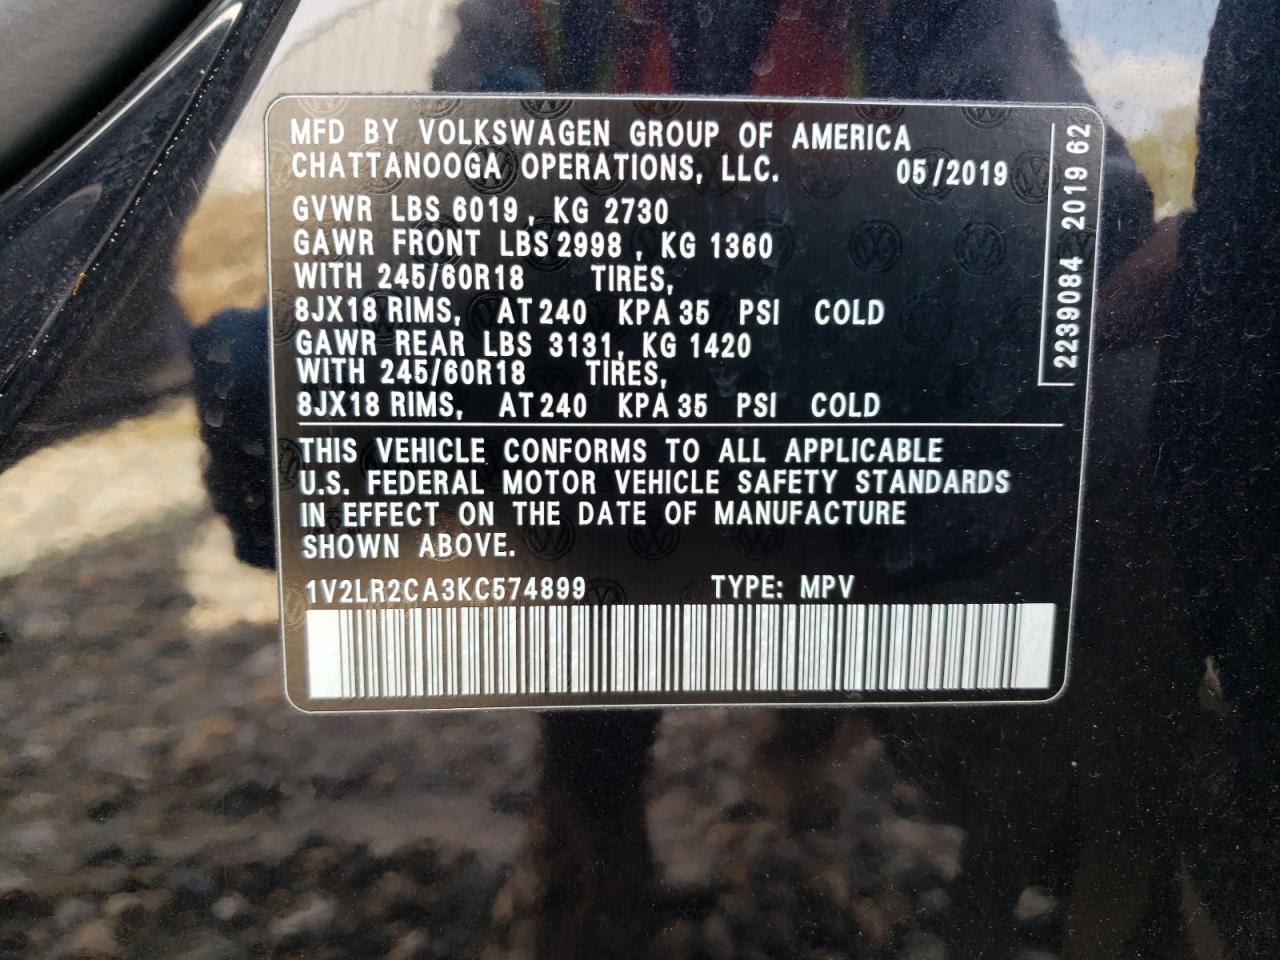 MFD BY VOLKSWAGEN GROUP OF AMERICA
CHATTANOOGA OPERATIONS, LLC. 05/2019
GVWR LBS 6019, KG 2730
GAWR FRONT LBS 2998, KG 1360
WITH 245/60R18 TIRES,
8JX18 RIMS, AT 240 KPA 35 PSI COLD
GAWR REAR LBS 3131, KG 1420
WITH 245/60R18 TIRES,
8JX18 RIMS, AT 240 KPA 35 PSI COLD
THIS VEHICLE CONFORMS TO ALL APPLICABLE
U.S. FEDERAL MOTOR VEHICLE SAFETY STANDARDS
IN EFFECT ON THE DATE OF MANUFACTURE
SHOWN ABOVE.
1V2LR2CA3KC574899 TYPE: MPV
2239084 2019 62